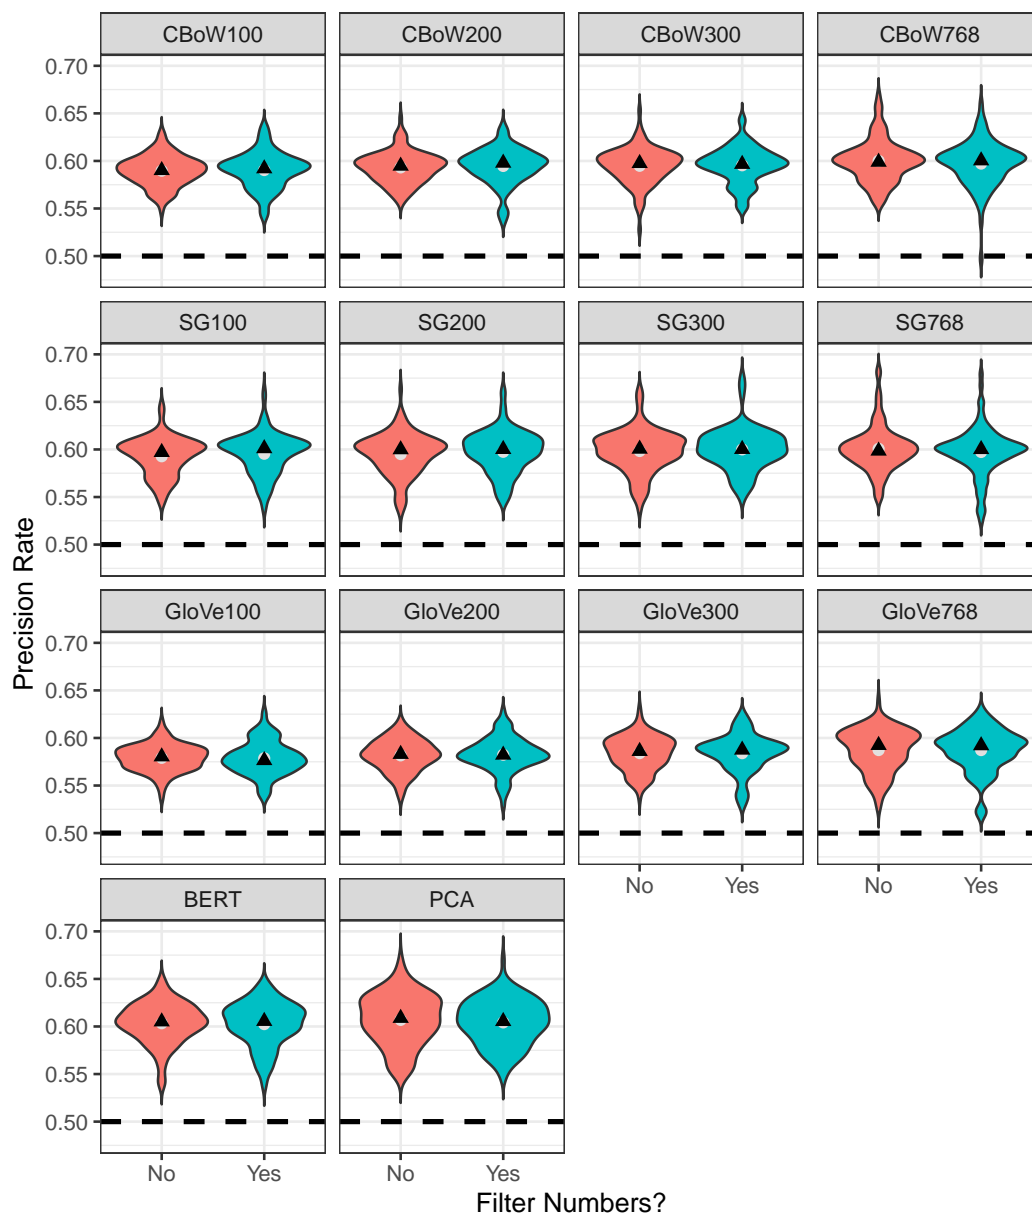 CBoW100 CBoW200 CBoW300 CBoW768
0.70
0.65
0.60
0.55
0.50
SG100 SG200 SG300 SG768
0.70
0.65
0.60
0.55
0.50
GloVe100 GloVe200 GloVe300 GloVe768
0.70
0.65
0.60
0.55
0.50
No Yes No Yes
BERT PCA
0.70
0.65
0.60
0.55
0.50
No Yes No Yes
Precision Rate
Filter Numbers?